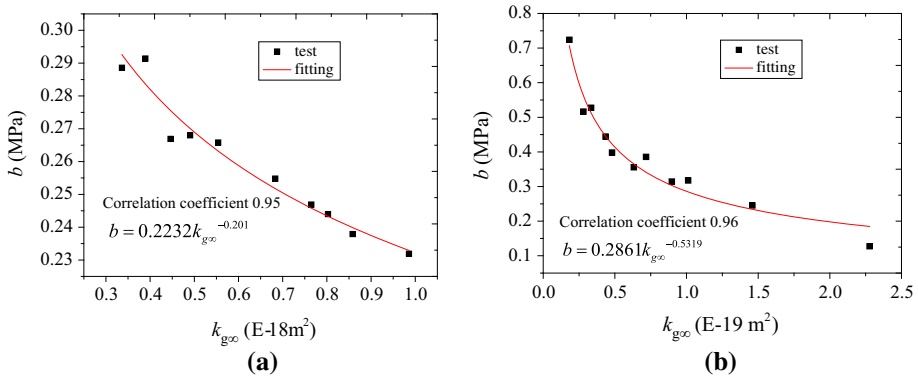 0.30
0.29
0.28
0.27
0.26
0.25
0.24
0.23
b (MPa)
test
fitting
Correlation coefficient 0.95
b = 0.2232k_{g∞}^{−0.201}
0.3 0.4 0.5 0.6 0.7 0.8 0.9 1.0
k_{g∞} (E-18m²)
(a)
0.8
0.7
0.6
0.5
0.4
0.3
0.2
0.1
b (MPa)
test
fitting
Correlation coefficient 0.96
b = 0.2861k_{g∞}^{−0.5319}
0.0 0.5 1.0 1.5 2.0 2.5
k_{g∞} (E-19 m²)
(b)